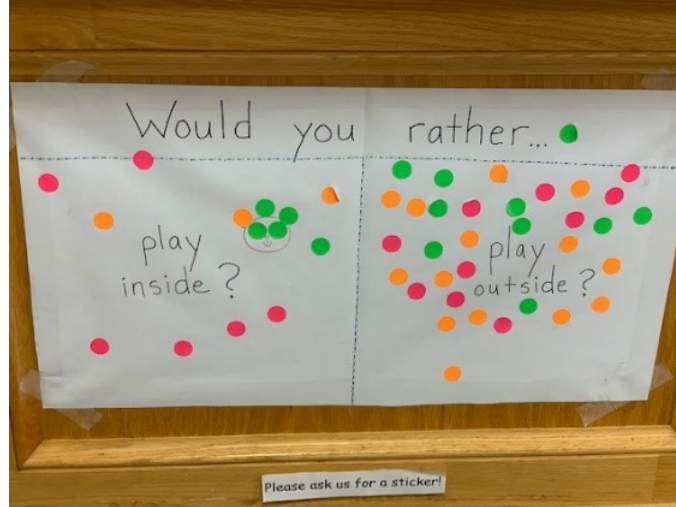 Would you rather...
play
inside?
play
outside?
Please ask us for a sticker!